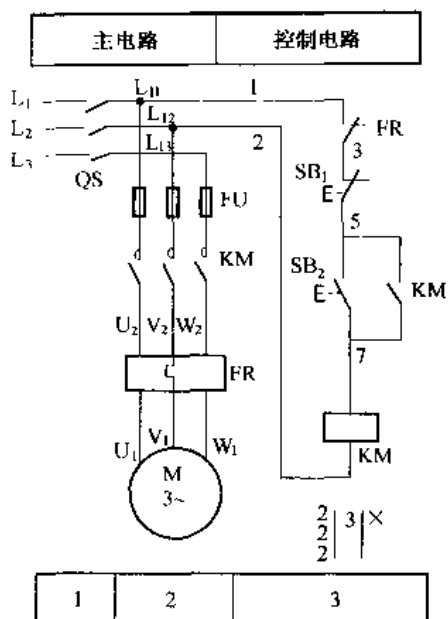 主电路 控制电路
L₁ L₁₁ 1
L₂ L₁₂ 2 FR
L₃ L₁₃ 3
QS SB₁
FU 5
KM SB₂ KM
U₂ V₂ W₂ 7
FR
U₁ V₁ W₁ KM
M
3~
2 3 ×
2
2
1 2 3